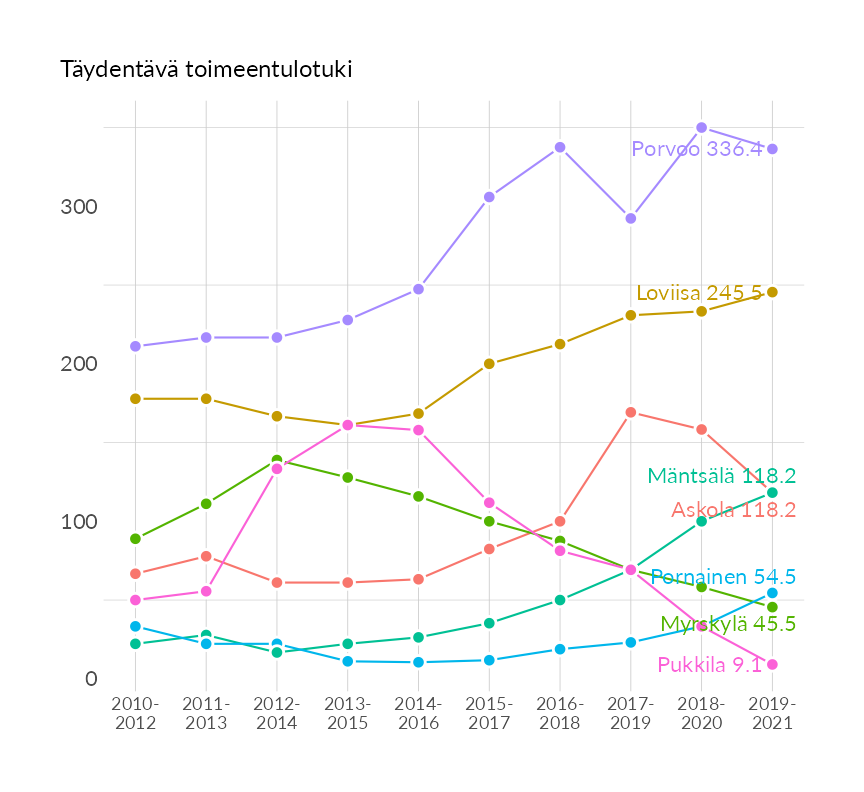 Täydentävä toimeentulotuki
Porvoo 336.4
300
Loviisa 245.5
200
Mäntsälä 118.2
Askola 118.2
100
Pornainen 54.5
Myrskylä 45.5
Pukkila 9.1
0
2010- 2011- 2012- 2013- 2014- 2015- 2016- 2017- 2018- 2019-
2012 2013 2014 2015 2016 2017 2018 2019 2020 2021